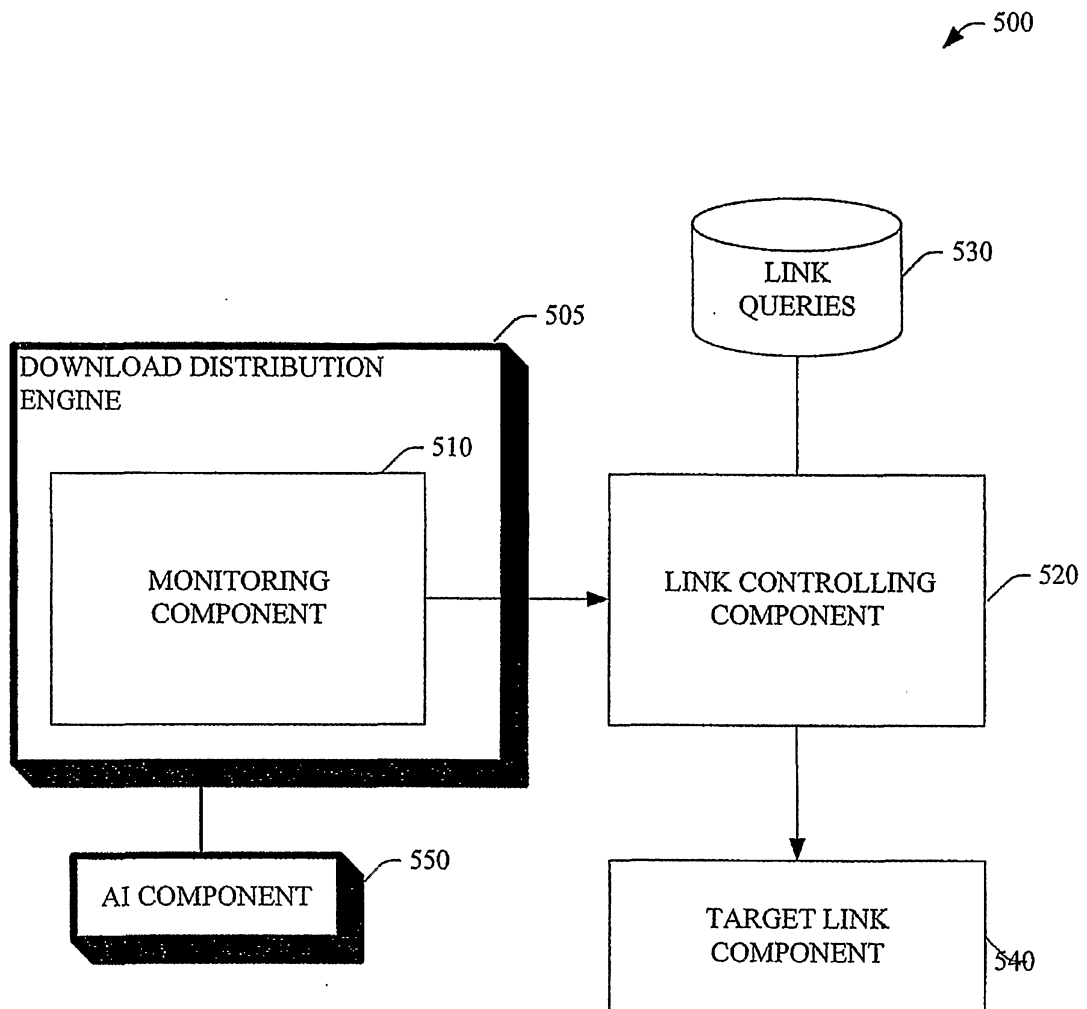 500
LINK
QUERIES
530
505
DOWNLOAD DISTRIBUTION
ENGINE
510
MONITORING
COMPONENT
LINK CONTROLLING
COMPONENT
520
550
AI COMPONENT
TARGET LINK
COMPONENT
540